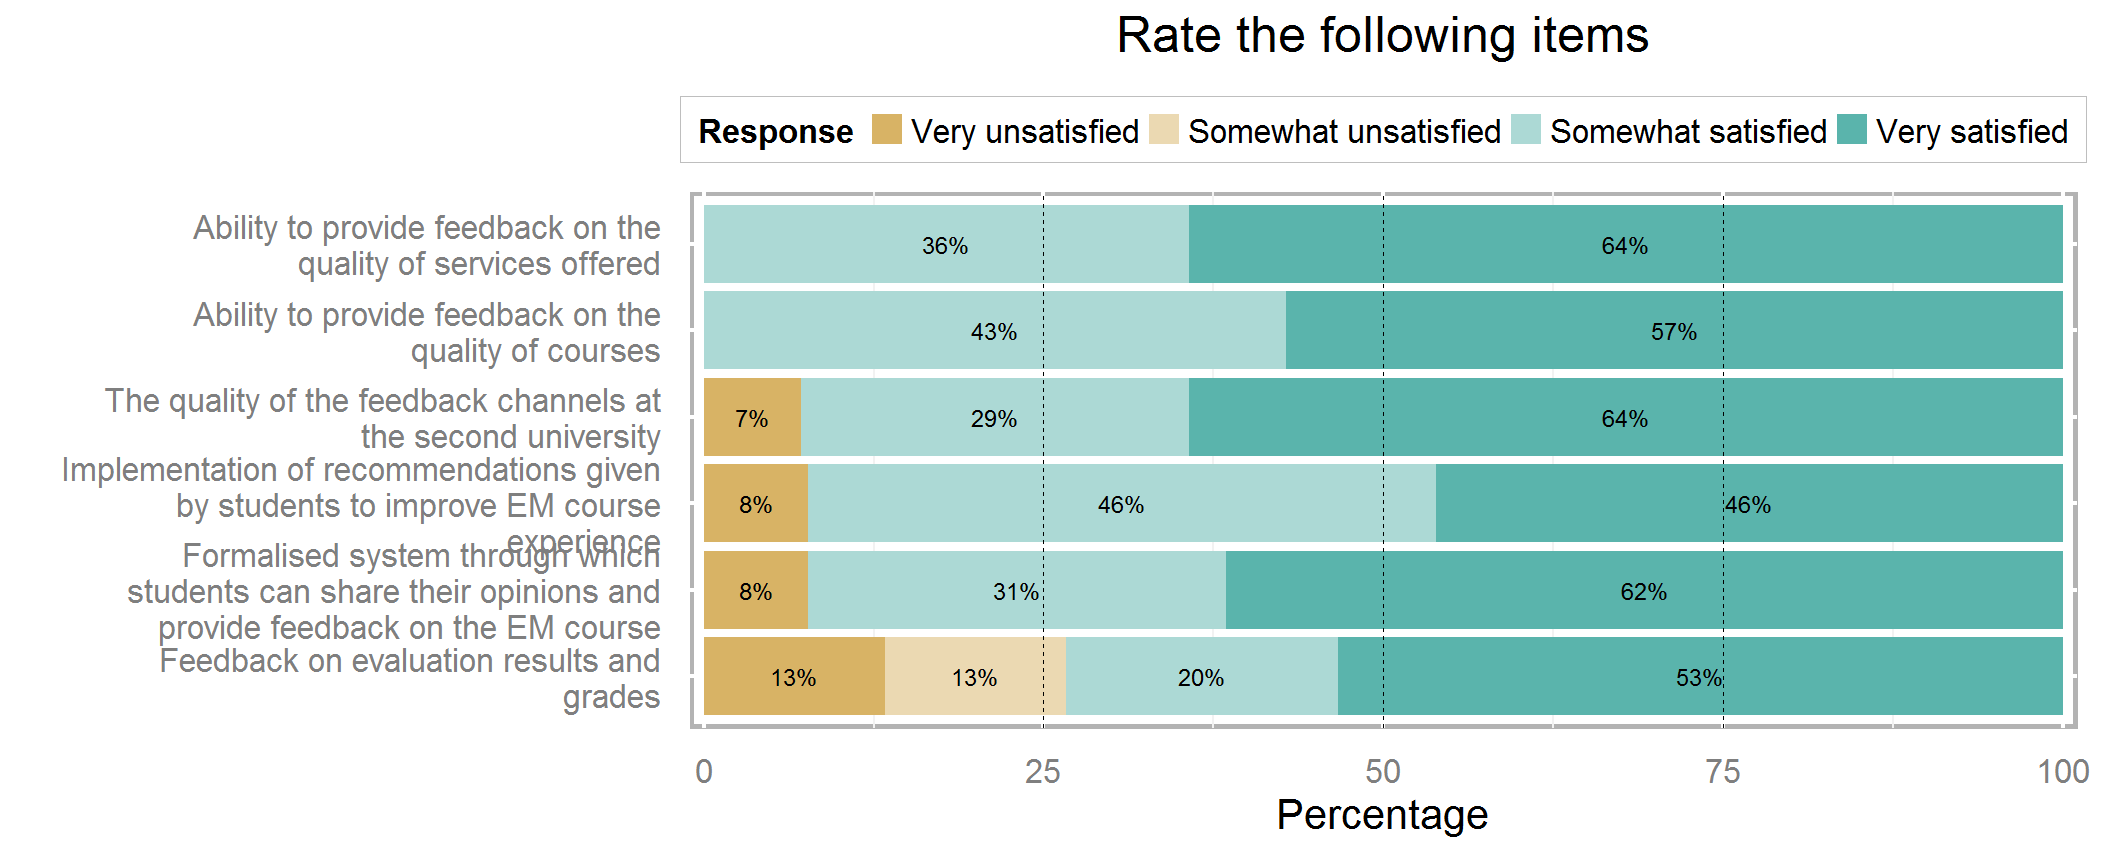 Rate the following items
Response Very unsatisfied Somewhat unsatisfied Somewhat satisfied Very satisfied
Ability to provide feedback on the
quality of services offered
36% 64%
Ability to provide feedback on the
quality of courses
43% 57%
The quality of the feedback channels at
the second university
7% 29% 64%
Implementation of recommendations given
by students to improve EM course
experience
8% 46% 46%
Formalised system through which
students can share their opinions and
provide feedback on the EM course
8% 31% 62%
Feedback on evaluation results and
grades
13% 13% 20% 53%
0 25 50 75 100
Percentage